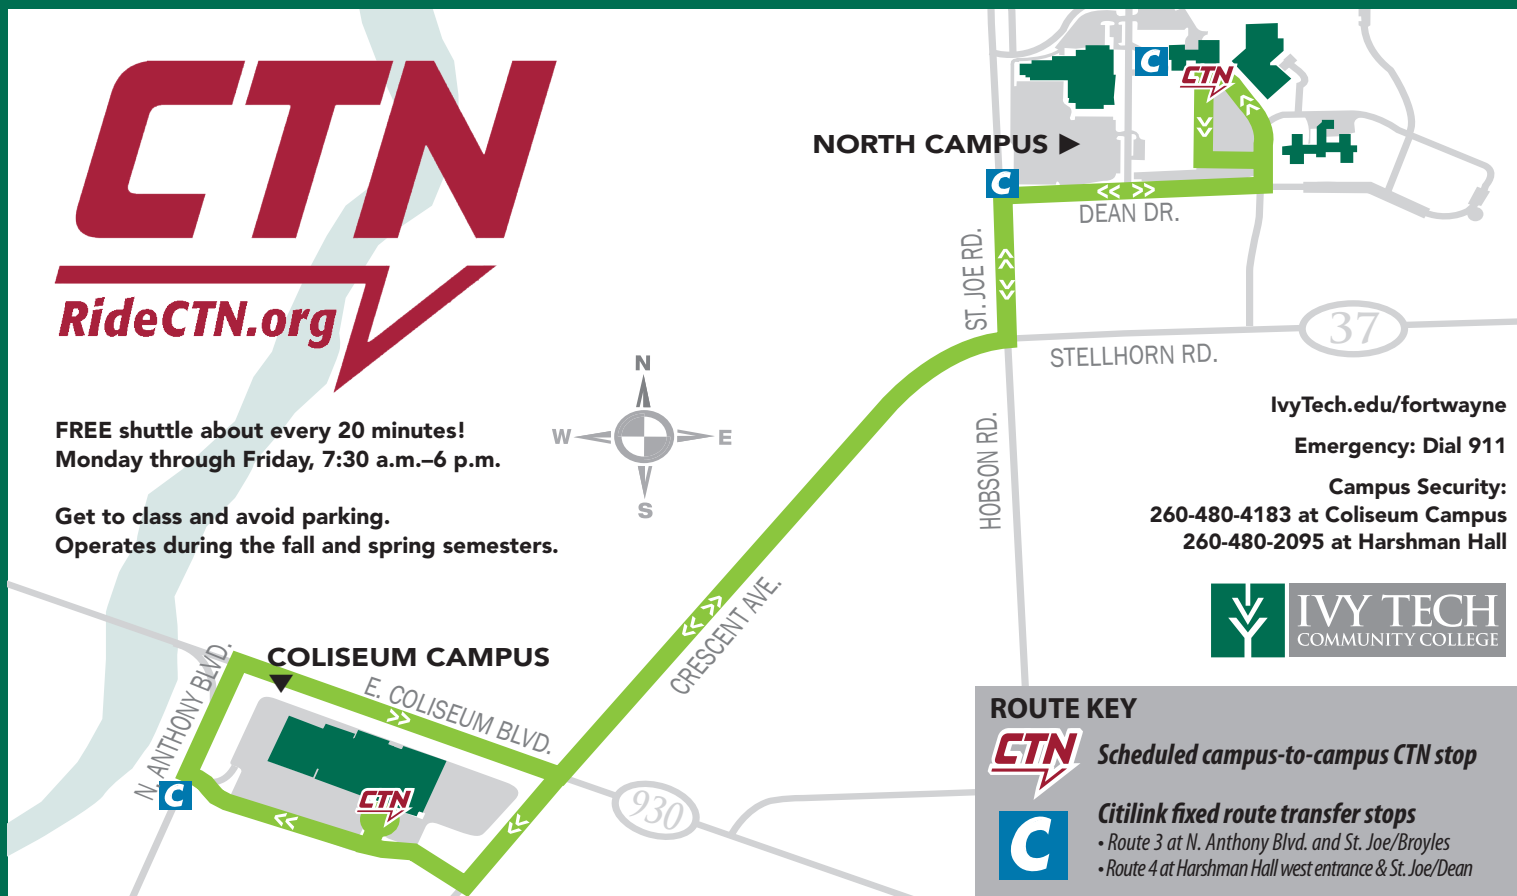 CTN
RideCTN.org
FREE shuttle about every 20 minutes!
Monday through Friday, 7:30 a.m.–6 p.m.
Get to class and avoid parking.
Operates during the fall and spring semesters.
N
W E
S
C
CTN
NORTH CAMPUS
C
DEAN DR.
ST. JOE RD.
37
STELLHORN RD.
HOBSON RD.
CRESCENT AVE.
COLISEUM CAMPUS
E. COLISEUM BLVD.
N. ANTHONY BLVD.
C
CTN
930
IvyTech.edu/fortwayne
Emergency: Dial 911
Campus Security:
260-480-4183 at Coliseum Campus
260-480-2095 at Harshman Hall
IVY TECH
COMMUNITY COLLEGE
ROUTE KEY
CTN
Scheduled campus-to-campus CTN stop
C
Citilink fixed route transfer stops
• Route 3 at N. Anthony Blvd. and St. Joe/Broyles
• Route 4 at Harshman Hall west entrance & St. Joe/Dean